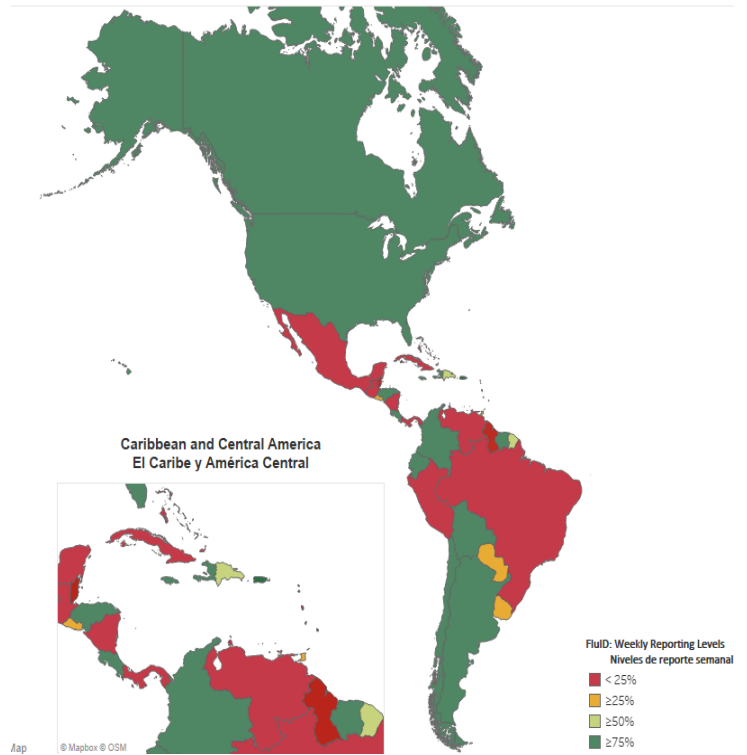 Caribbean and Central America
El Caribe y América Central
FluID: Weekly Reporting Levels
Niveles de reporte semanal
< 25%
≥25%
≥50%
≥75%
Map
© Mapbox © OSM